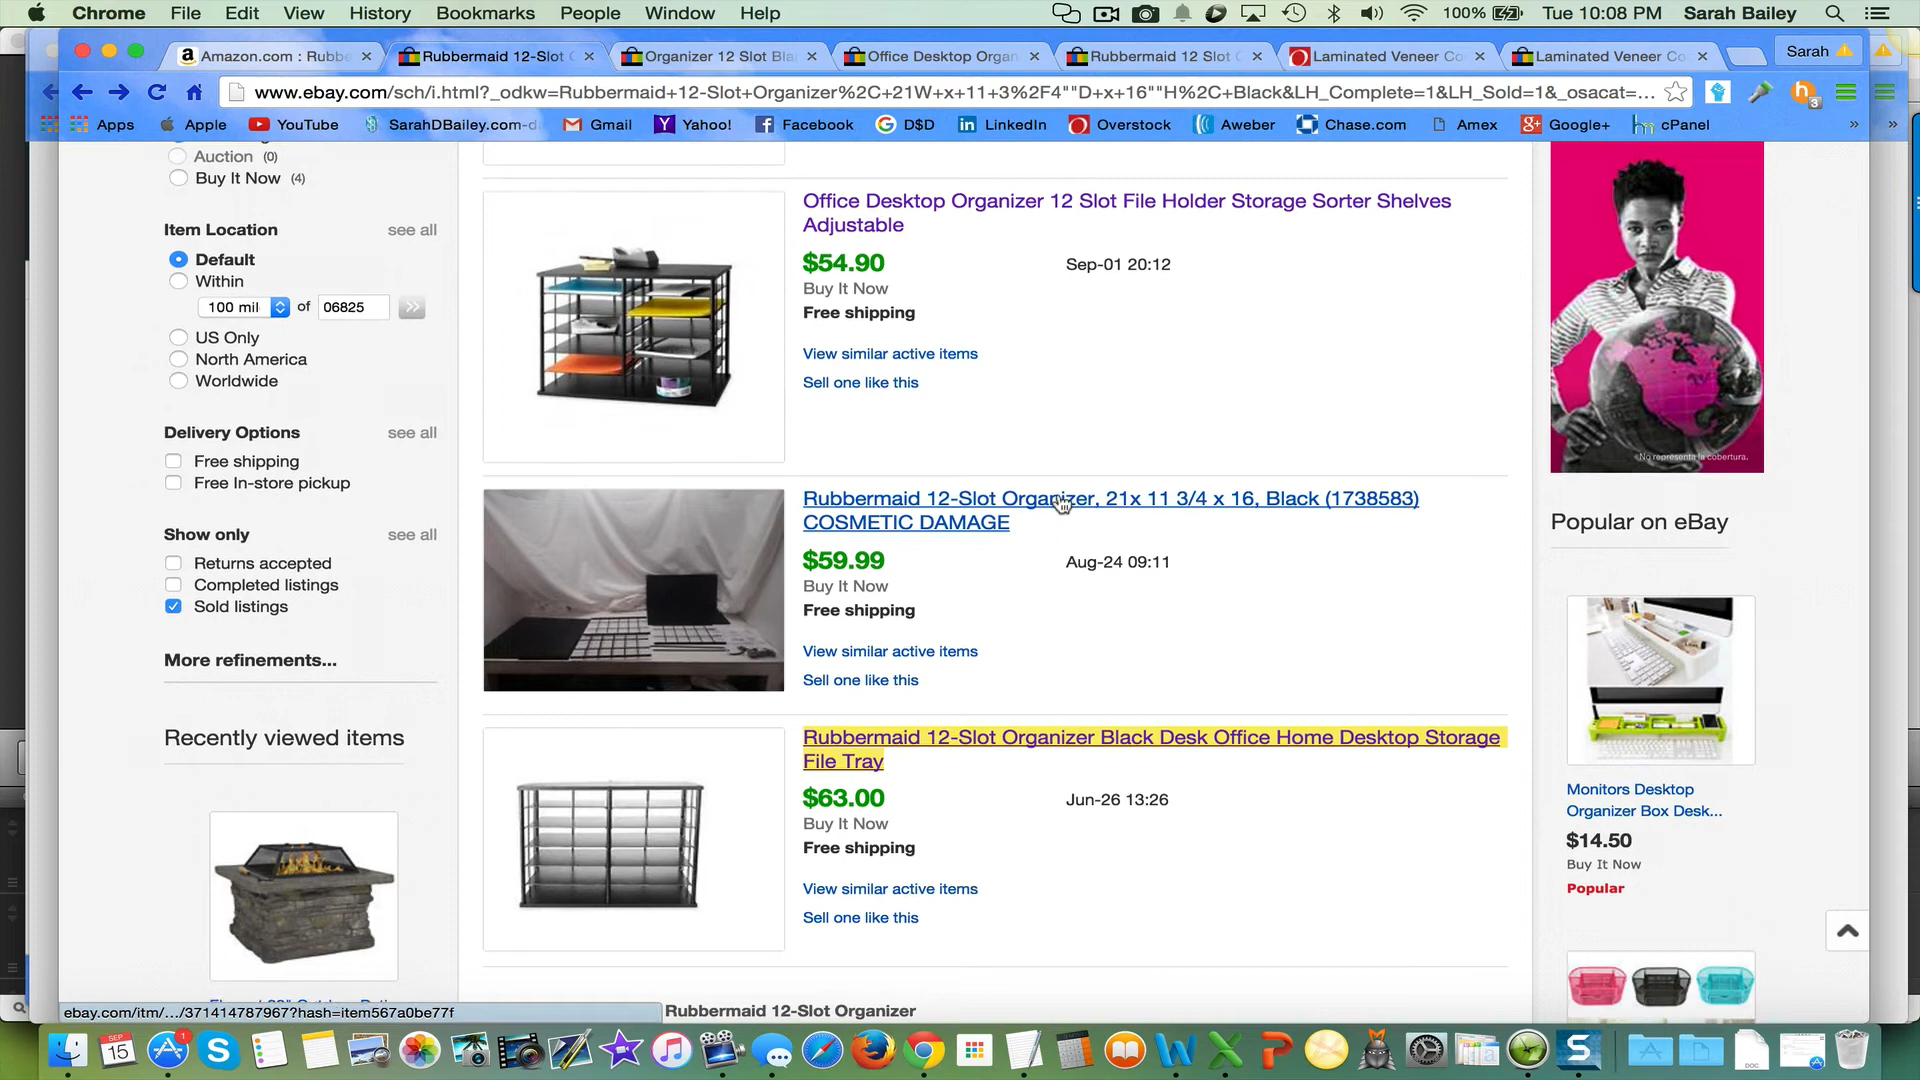 Chrome File Edit View History Bookmarks People Window Help 100% Tue 10:08 PM Sarah Bailey
Amazon.com : Rubbe Rubbermaid 12-Slot Organizer 12 Slot Bla Office Desktop Organ Rubbermaid 12 Slot Laminated Veneer Co Laminated Veneer Co Sarah
www.ebay.com/sch/i.html?_odkw=Rubbermaid+12-Slot+Organizer%2C+21W+x+11+3%2F4""D+x+16""H%2C+Black&LH_Complete=1&LH_Sold=1&_osacat=... 3
Apps Apple YouTube SarahDBailey.com-d Gmail Yahoo! Facebook D$D LinkedIn Overstock Aweber Chase.com Amex Google+ cPanel » »
Auction (0)
Buy It Now (4)
Item Location see all
Default
Within
100 mil of 06825 >>
US Only
North America
Worldwide
Delivery Options see all
Free shipping
Free In-store pickup
Show only see all
Returns accepted
Completed listings
Sold listings
More refinements...
Recently viewed items
Office Desktop Organizer 12 Slot File Holder Storage Sorter Shelves
Adjustable
$54.90 Sep-01 20:12
Buy It Now
Free shipping
View similar active items
Sell one like this
Rubbermaid 12-Slot Organizer, 21x 11 3/4 x 16, Black (1738583)
COSMETIC DAMAGE
$59.99 Aug-24 09:11
Buy It Now
Free shipping
View similar active items
Sell one like this
Rubbermaid 12-Slot Organizer Black Desk Office Home Desktop Storage
File Tray
$63.00 Jun-26 13:26
Buy It Now
Free shipping
View similar active items
Sell one like this
Rubbermaid 12-Slot Organizer
No representa la cobertura.
Popular on eBay
Monitors Desktop
Organizer Box Desk...
$14.50
Buy It Now
Popular
ebay.com/itm/.../371414787967?hash=item567a0be77f
SEP
15
1
DOC